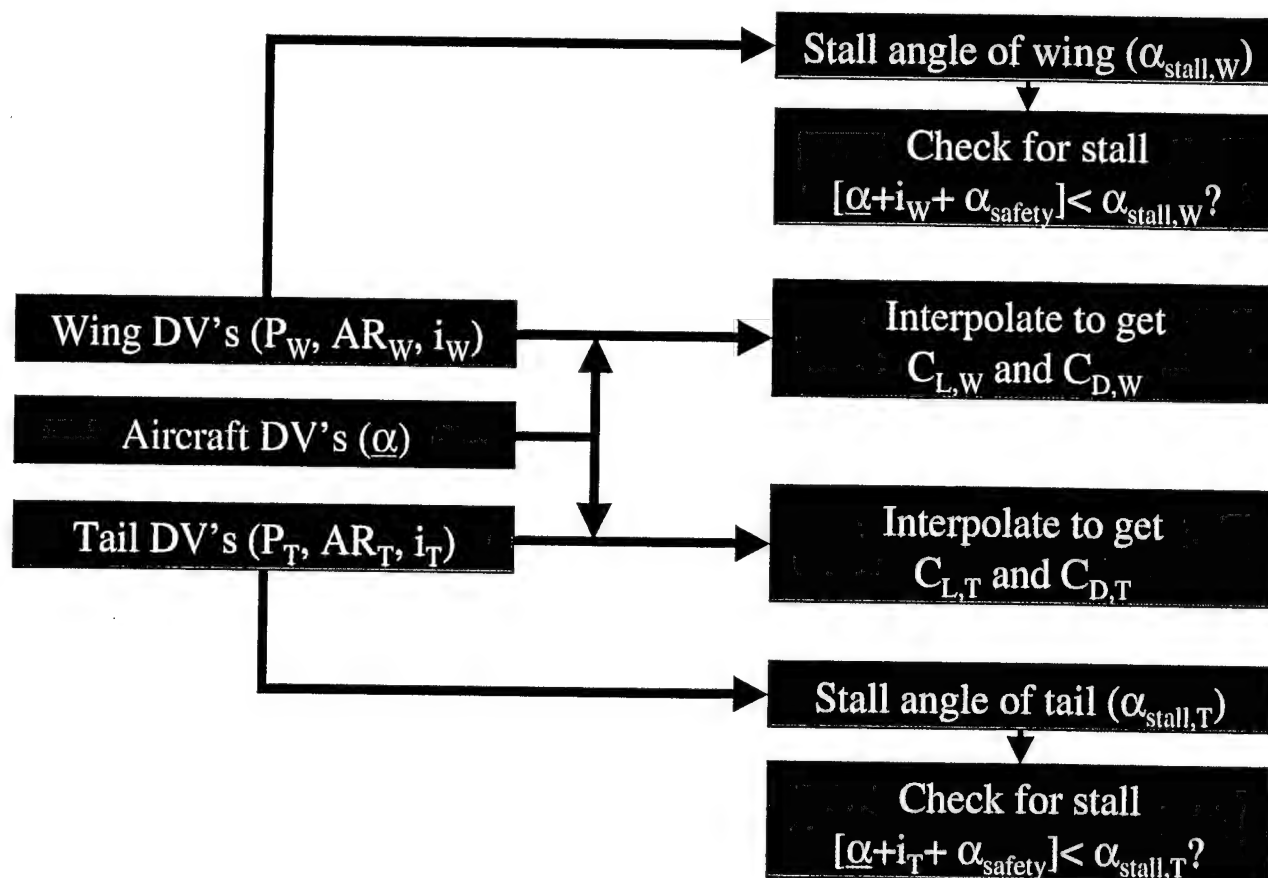 Stall angle of wing (α_stall,W)
Check for stall
[α+i_W+ α_safety]< α_stall,W?
Wing DV's (P_W, AR_W, i_W)
Interpolate to get
C_L,W and C_D,W
Aircraft DV's (α)
Tail DV's (P_T, AR_T, i_T)
Interpolate to get
C_L,T and C_D,T
Stall angle of tail (α_stall,T)
Check for stall
[α+i_T+ α_safety]< α_stall,T?